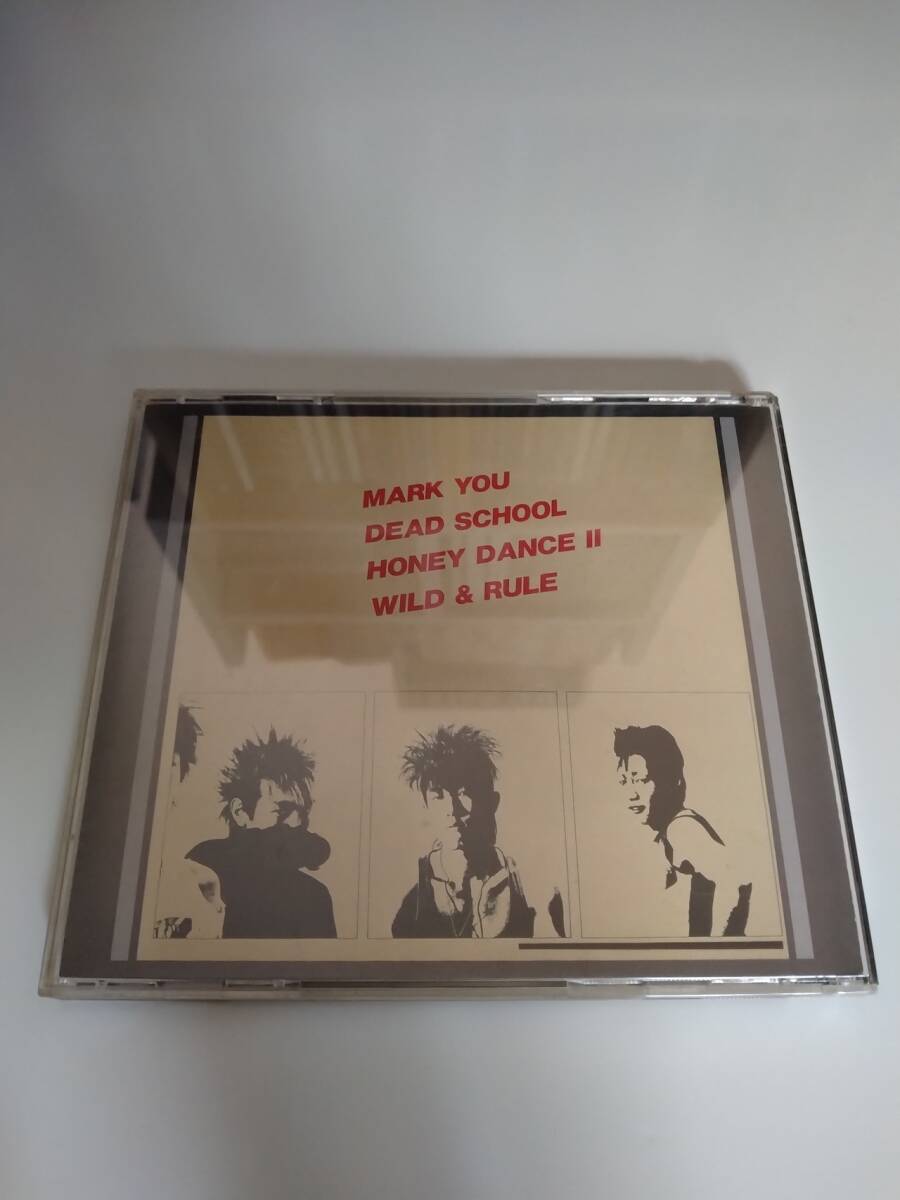 MARK YOU
DEAD SCHOOL
HONEY DANCE II
WILD & RULE